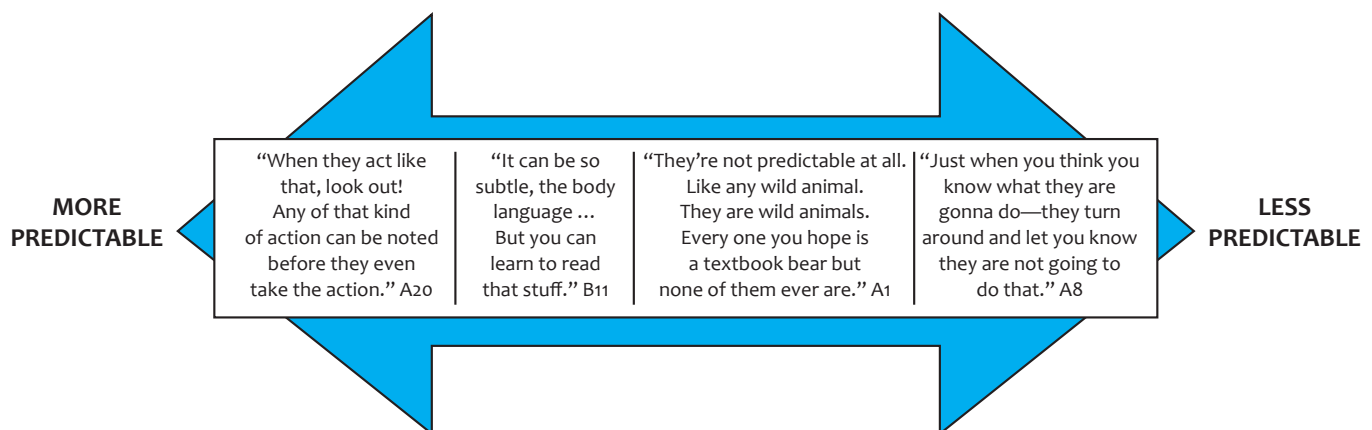 MORE
PREDICTABLE
“When they act like
that, look out!
Any of that kind
of action can be noted
before they even
take the action.” A20
“It can be so
subtle, the body
language ...
But you can
learn to read
that stuff.” B11
“They’re not predictable at all.
Like any wild animal.
They are wild animals.
Every one you hope is
a textbook bear but
none of them ever are.” A1
“Just when you think you
know what they are
gonna do—they turn
around and let you know
they are not going to
do that.” A8
LESS
PREDICTABLE